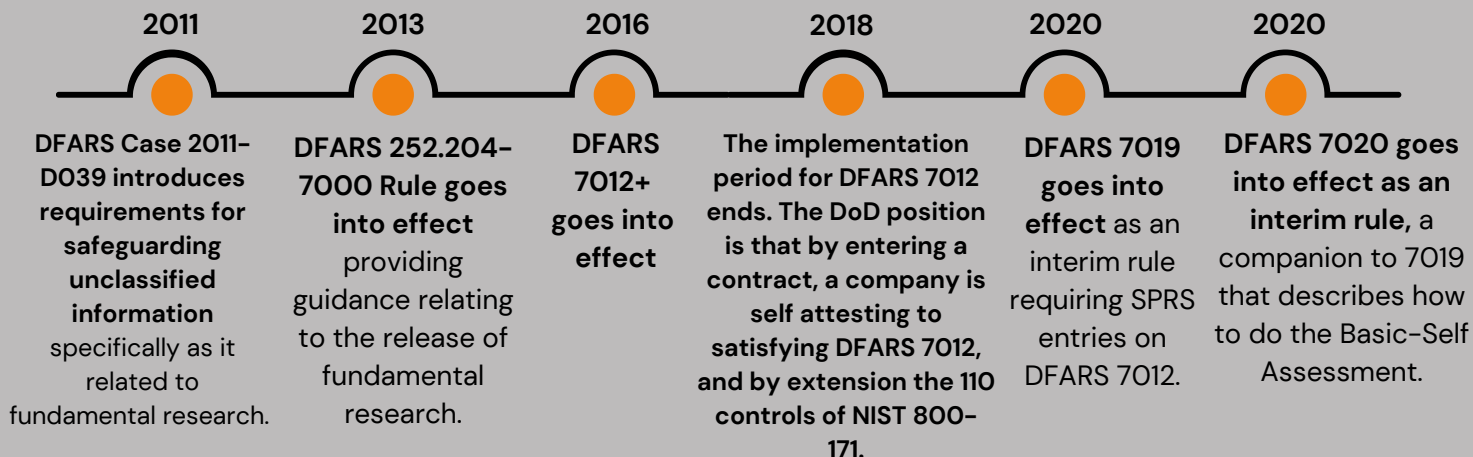 2011
DFARS Case 2011-
D039 introduces
requirements for
safeguarding
unclassified
information
specifically as it
related to
fundamental research.
2013
DFARS 252.204-
7000 Rule goes
into effect
providing
guidance relating
to the release of
fundamental
research.
2016
DFARS
7012+
goes into
effect
2018
The implementation
period for DFARS 7012
ends. The DoD position
is that by entering a
contract, a company is
self attesting to
satisfying DFARS 7012,
and by extension the 110
controls of NIST 800-
171.
2020
DFARS 7019
goes into
effect as an
interim rule
requiring SPRS
entries on
DFARS 7012.
2020
DFARS 7020 goes
into effect as an
interim rule, a
companion to 7019
that describes how
to do the Basic-Self
Assessment.